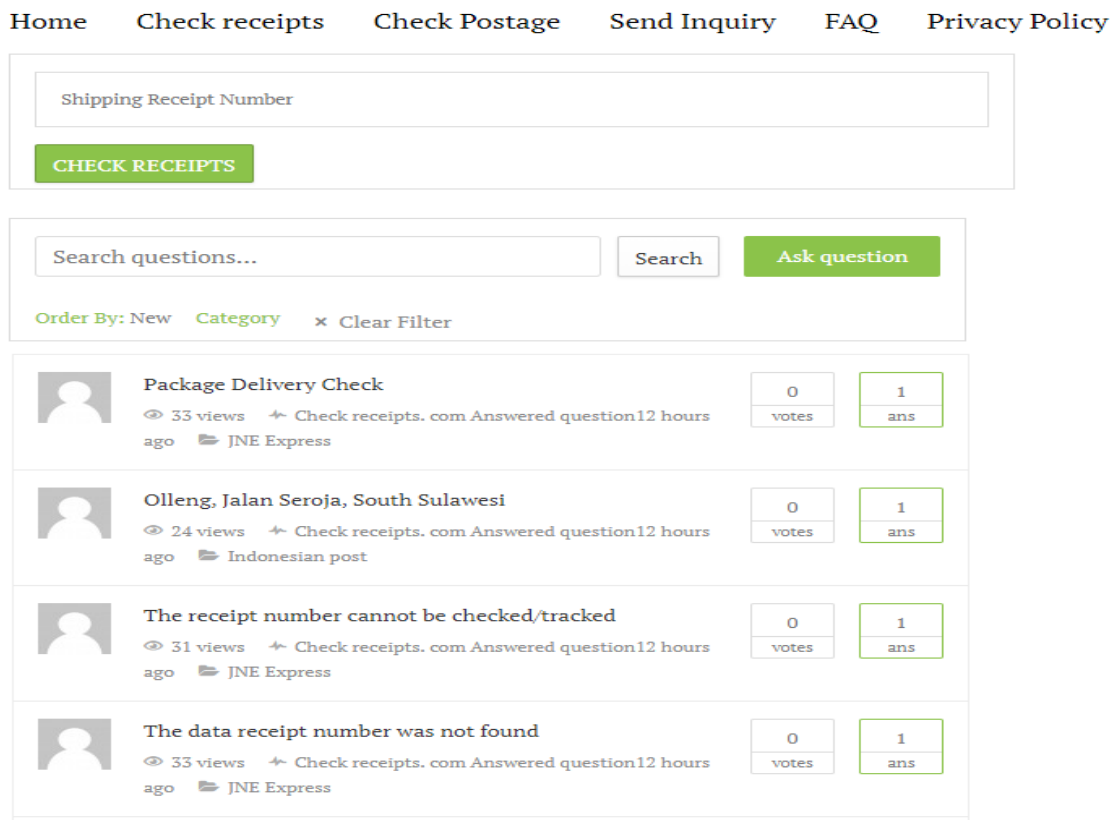 Home Check receipts Check Postage Send Inquiry FAQ Privacy Policy
Shipping Receipt Number
CHECK RECEIPTS
Search questions... Search Ask question
Order By: New Category × Clear Filter
Package Delivery Check
33 views Check receipts. com Answered question12 hours
ago JNE Express
0
votes
1
ans
Olleng, Jalan Seroja, South Sulawesi
24 views Check receipts. com Answered question12 hours
ago Indonesian post
0
votes
1
ans
The receipt number cannot be checked/tracked
31 views Check receipts. com Answered question12 hours
ago JNE Express
0
votes
1
ans
The data receipt number was not found
33 views Check receipts. com Answered question12 hours
ago JNE Express
0
votes
1
ans